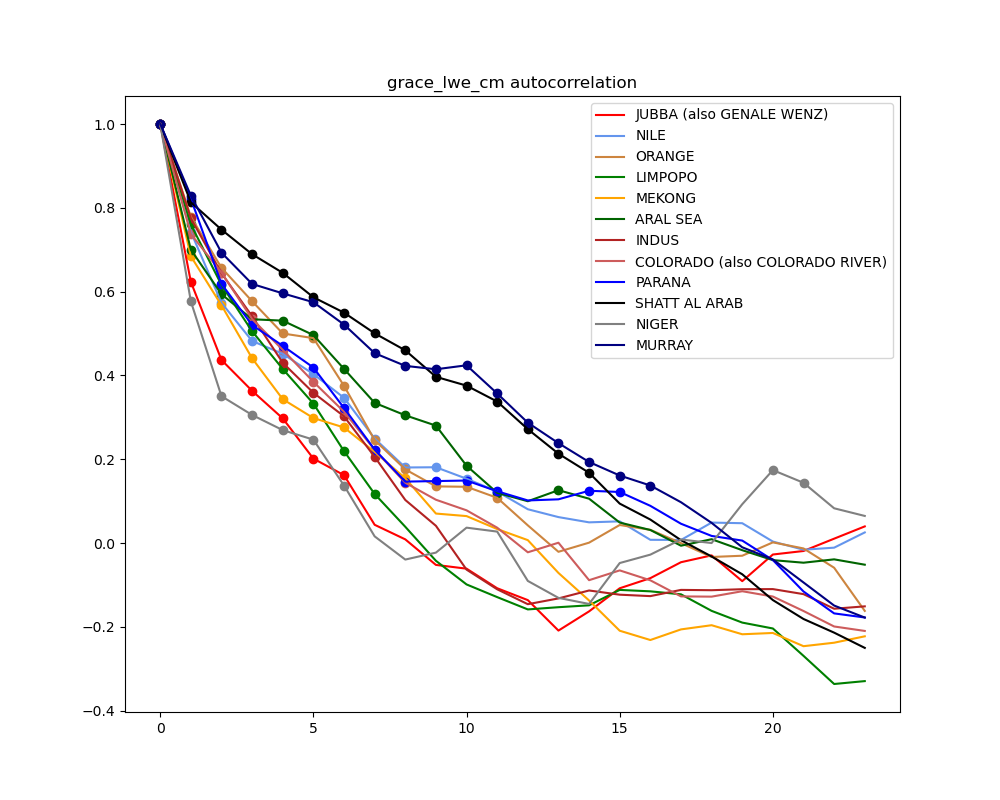 grace_lwe_cm autocorrelation
1.0
0.8
0.6
0.4
0.2
0.0
−0.2
−0.4
0 5 10 15 20
JUBBA (also GENALE WENZ)
NILE
ORANGE
LIMPOPO
MEKONG
ARAL SEA
INDUS
COLORADO (also COLORADO RIVER)
PARANA
SHATT AL ARAB
NIGER
MURRAY